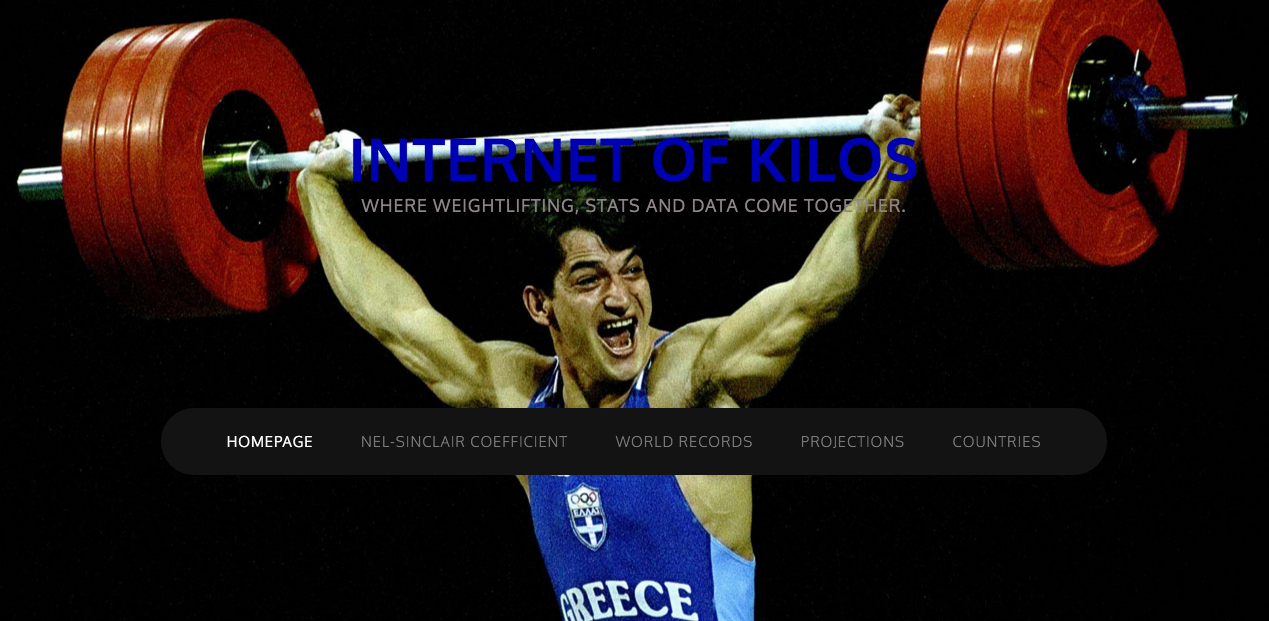 INTERNET OF KILOS
WHERE WEIGHTLIFTING, STATS AND DATA COME TOGETHER.
HOMEPAGE NEL-SINCLAIR COEFFICIENT WORLD RECORDS PROJECTIONS COUNTRIES
ΕΛΛΑΣ
GREECE